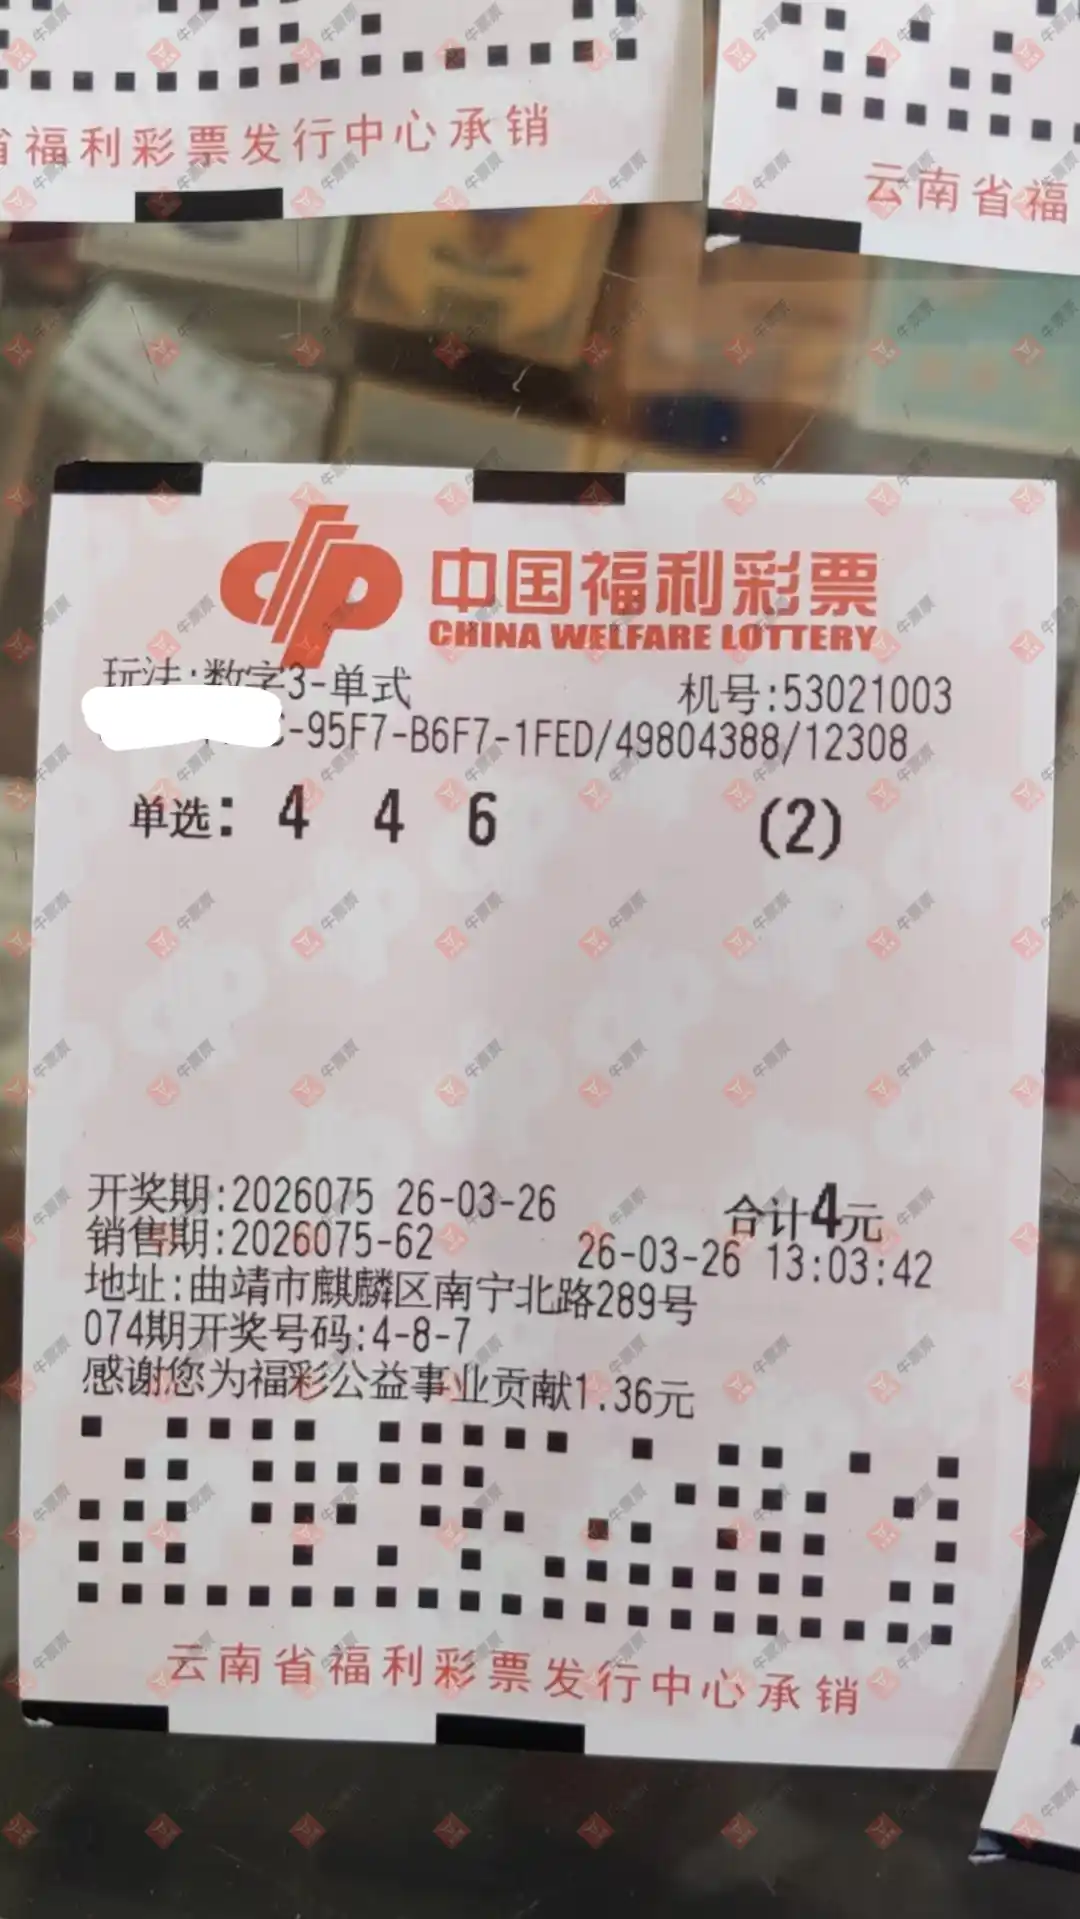 省福利彩票发行中心承销
云南省福
中国福利彩票
CHINA WELFARE LOTTERY
玩法:数字3-单式
机号:53021003
-95F7-B6F7-1FED/49804388/12308
单选: 4 4 6 (2)
开奖期:2026075 26-03-26
合计4元
销售期:2026075-62
26-03-26 13:03:42
地址:曲靖市麒麟区南宁北路289号
074期开奖号码:4-8-7
感谢您为福彩公益事业贡献1.36元
云南省福利彩票发行中心承销
牛票票